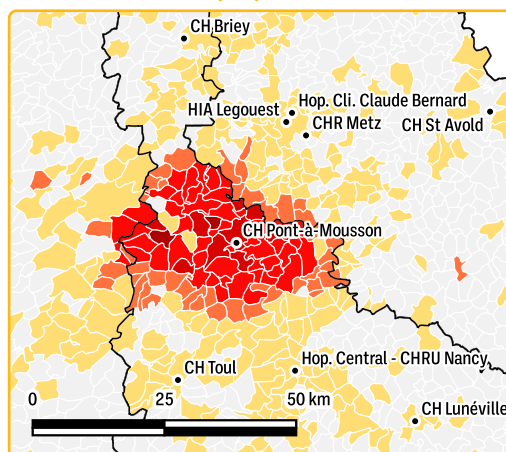 CH Briey
Hop. Cli. Claude Bernard
HIA Legouest
CHR Metz
CH St Avold
CH Pont-à-Mousson
Hop. Central - CHRU Nancy
CH Toul
0 25 50 km
CH Lunéville